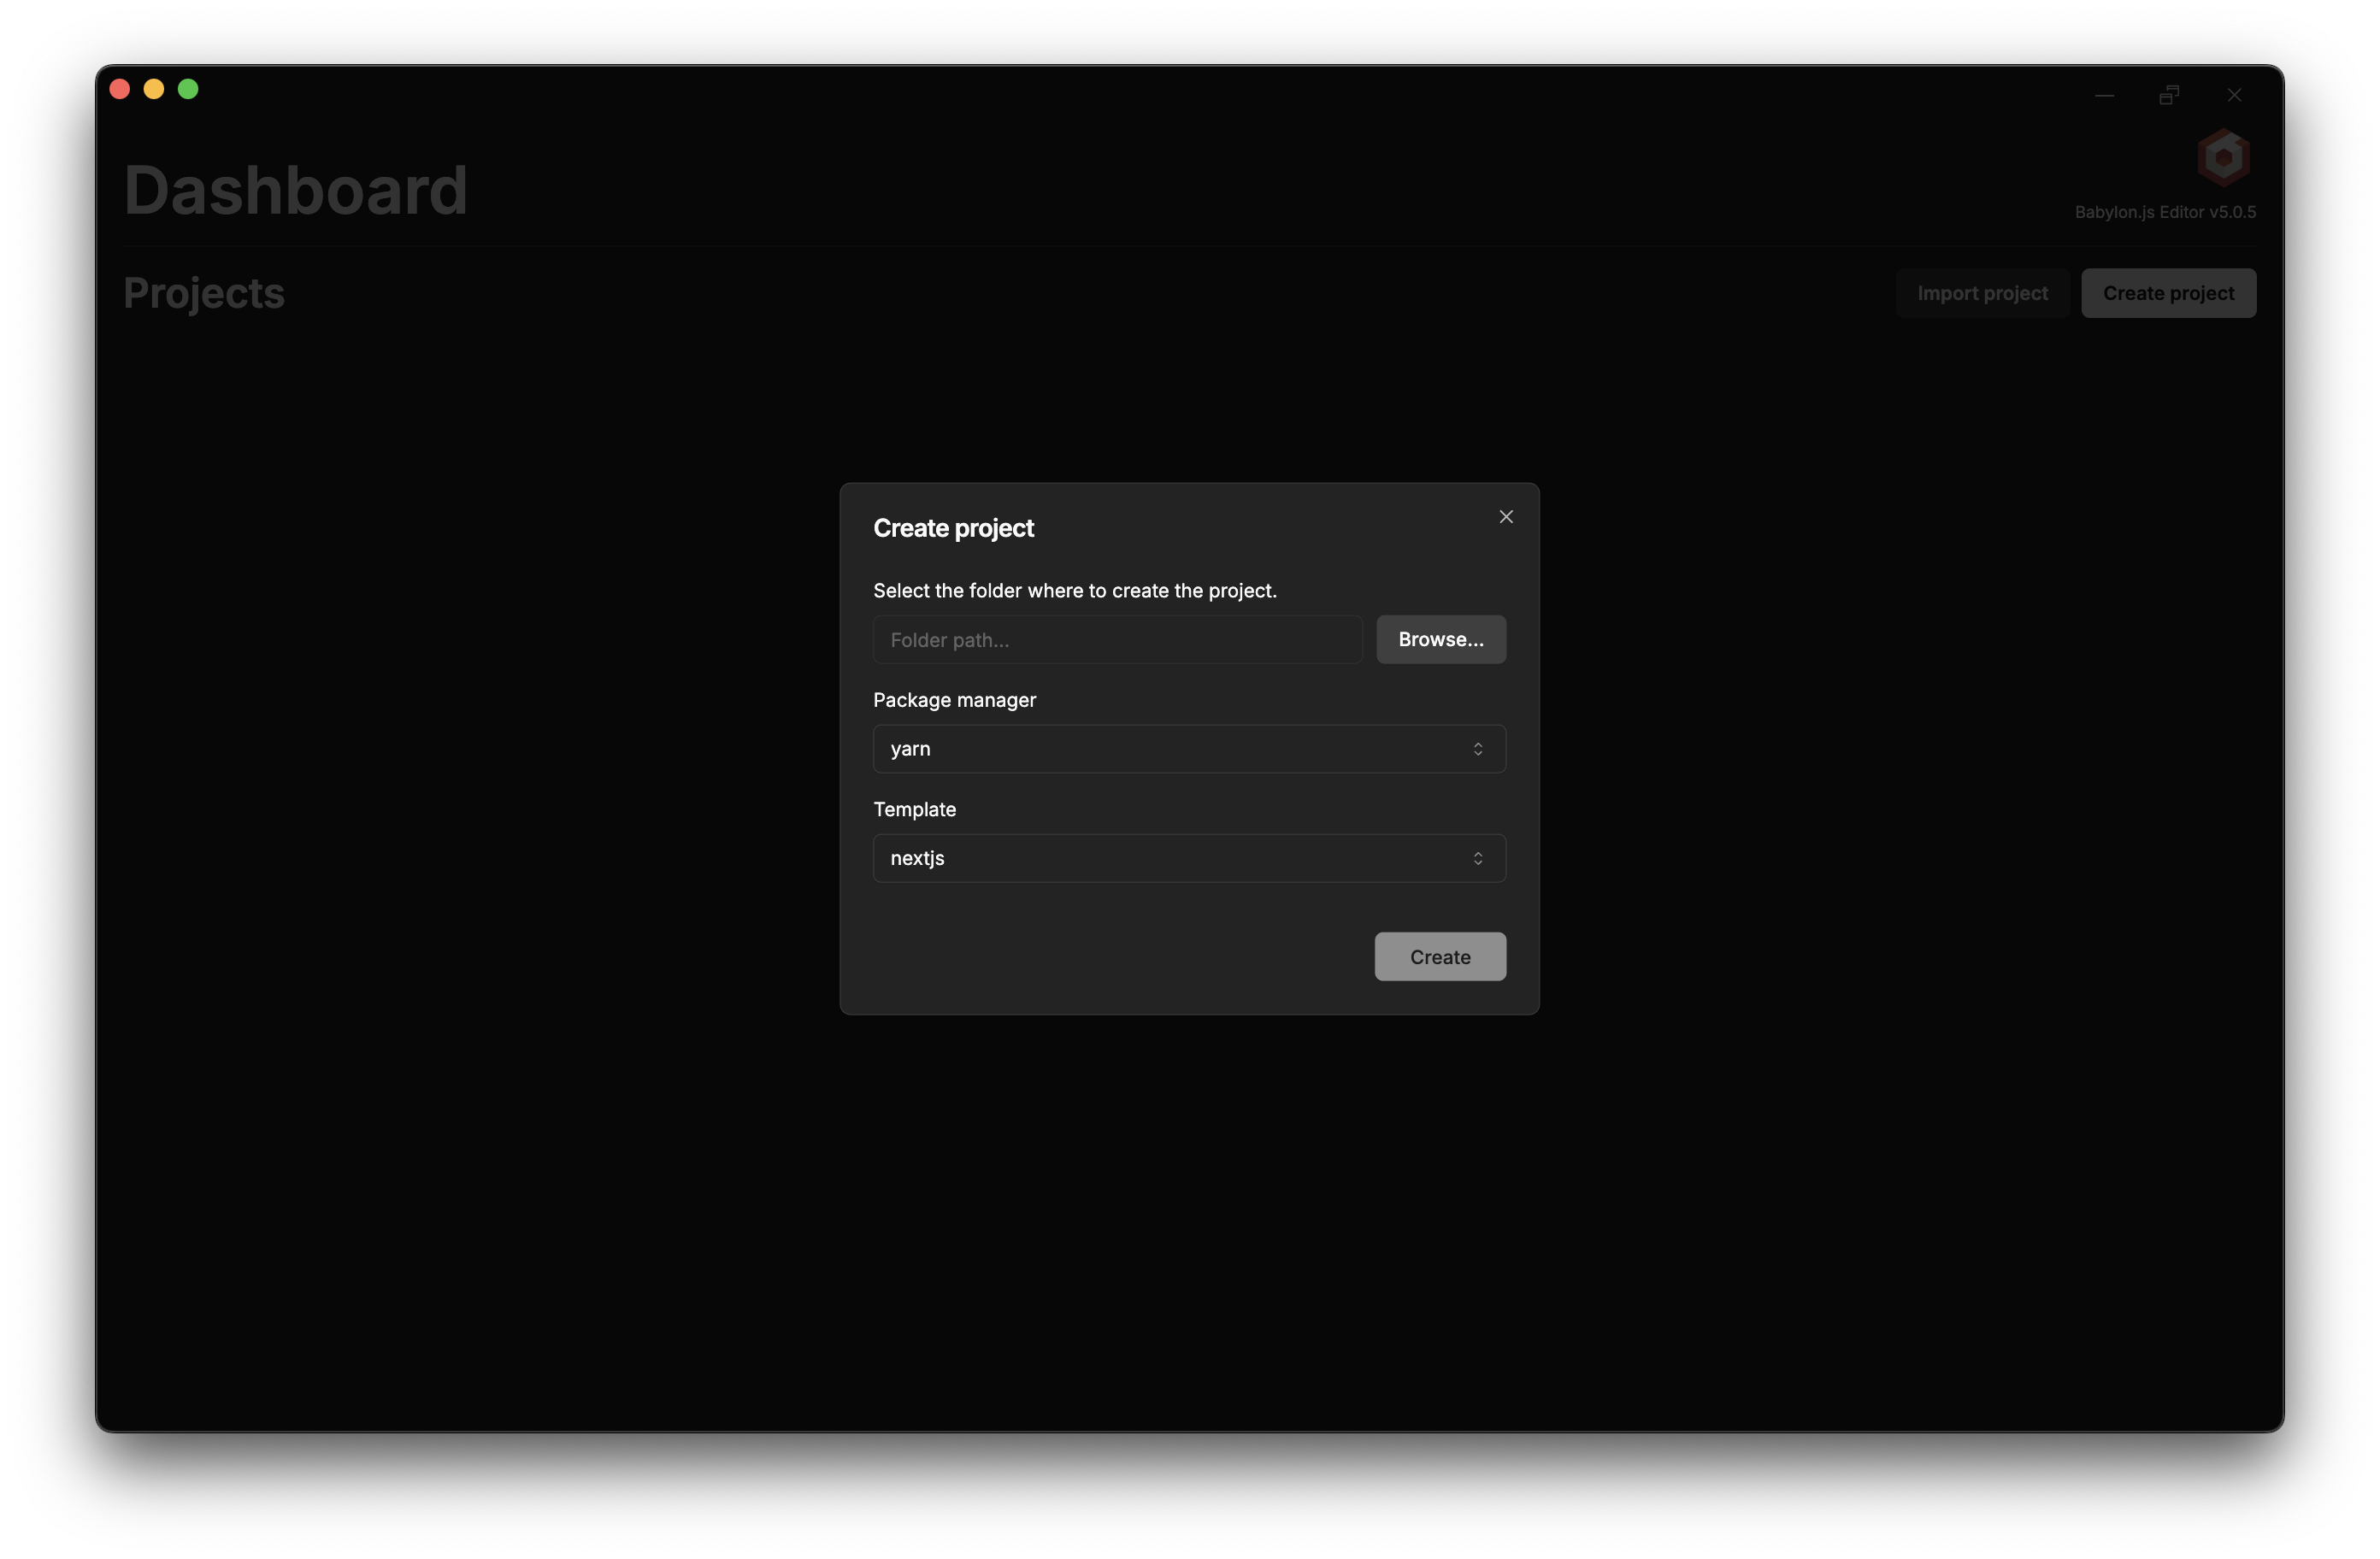 Dashboard
Babylon.js Editor v5.0.5
Projects
Import project
Create project
Create project
Select the folder where to create the project.
Folder path...
Browse...
Package manager
yarn
Template
nextjs
Create